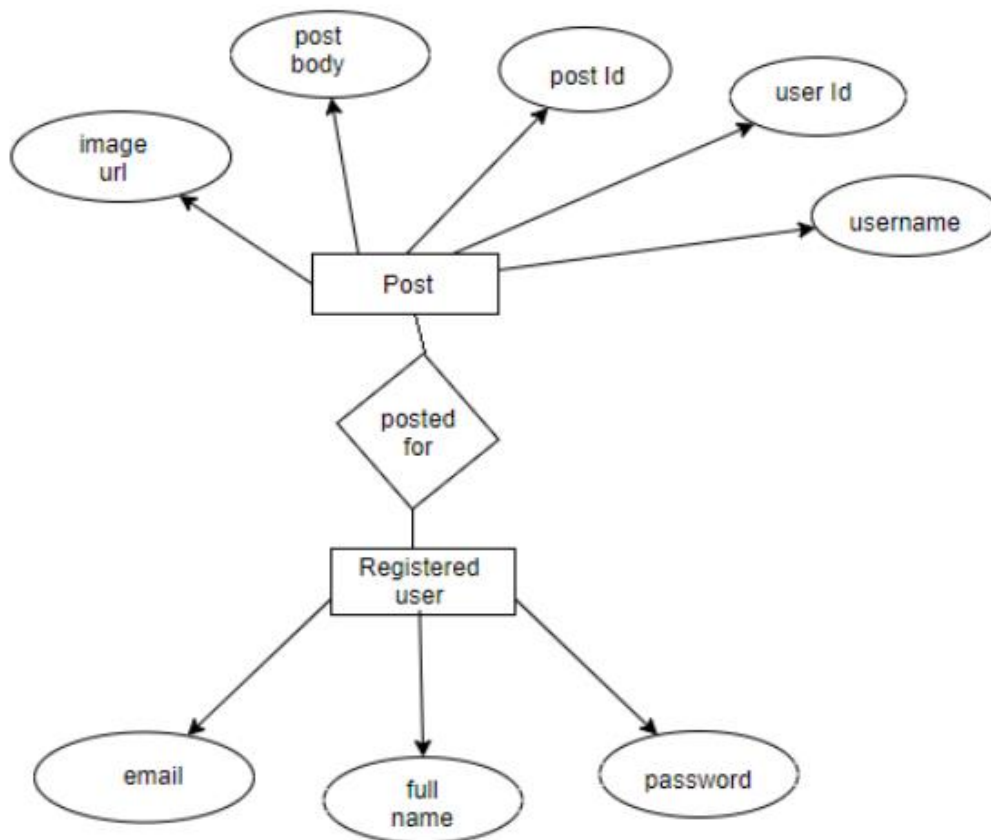 post
body
post Id
user Id
image
url
username
Post
posted
for
Registered
user
email
full
name
password